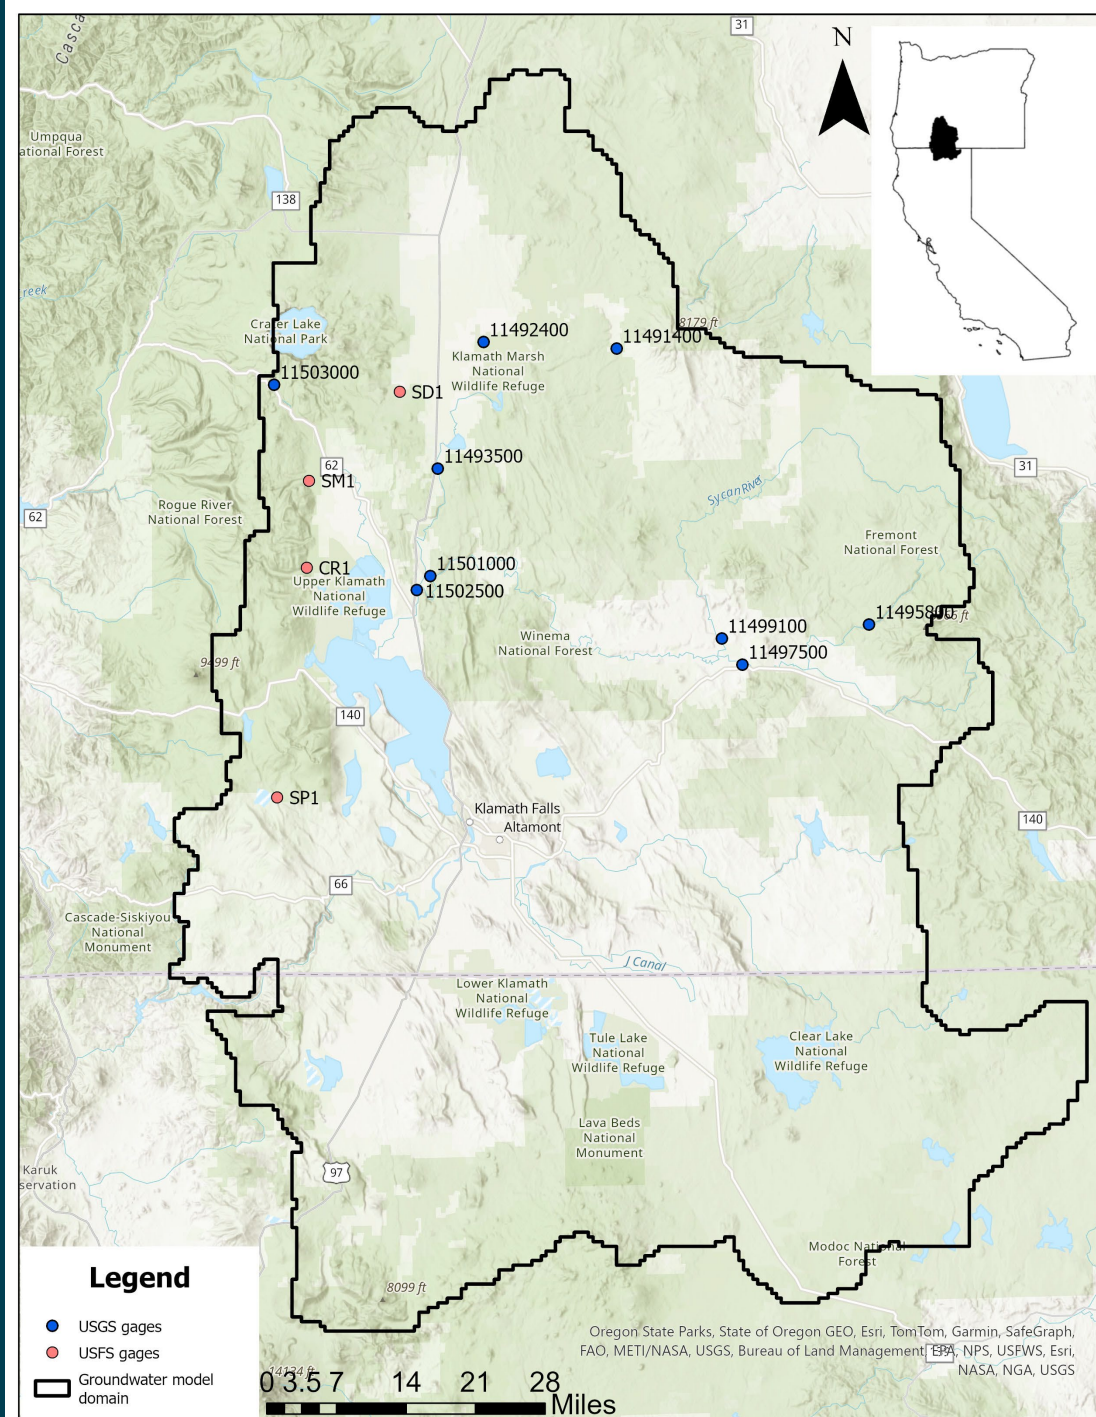 Casca
31
N
Umpqua
ational Forest
138
reek
Crater Lake
National Park
8179 ft
11492400
11491400
Klamath Marsh
National
Wildlife Refuge
11503000
SD1
11493500
62
SM1
31
Sycan River
Rogue River
National Forest
62
Fremont
National Forest
CR1
11501000
11502500
Upper Klamath
National
Wildlife Refuge
Winema
National Forest
11499100
11497500
9499 ft
140
SP1
Klamath Falls
Altamont
140
66
Cascade-Siskiyou
National
Monument
J Canal
Lower Klamath
National
Wildlife Refuge
Tule Lake
National
Wildlife Refuge
Clear Lake
National
Wildlife Refuge
Lava Beds
National
Monument
Karuk
servation
97
Modoc National
Forest
8099 ft
Legend
USGS gages
USFS gages
Groundwater model
domain
Oregon State Parks, State of Oregon GEO, Esri, TomTom, Garmin, SafeGraph,
FAO, METI/NASA, USGS, Bureau of Land Management, EPA, NPS, USFWS, Esri,
NASA, NGA, USGS
14134 ft
0 3.5 7 14 21 28
Miles